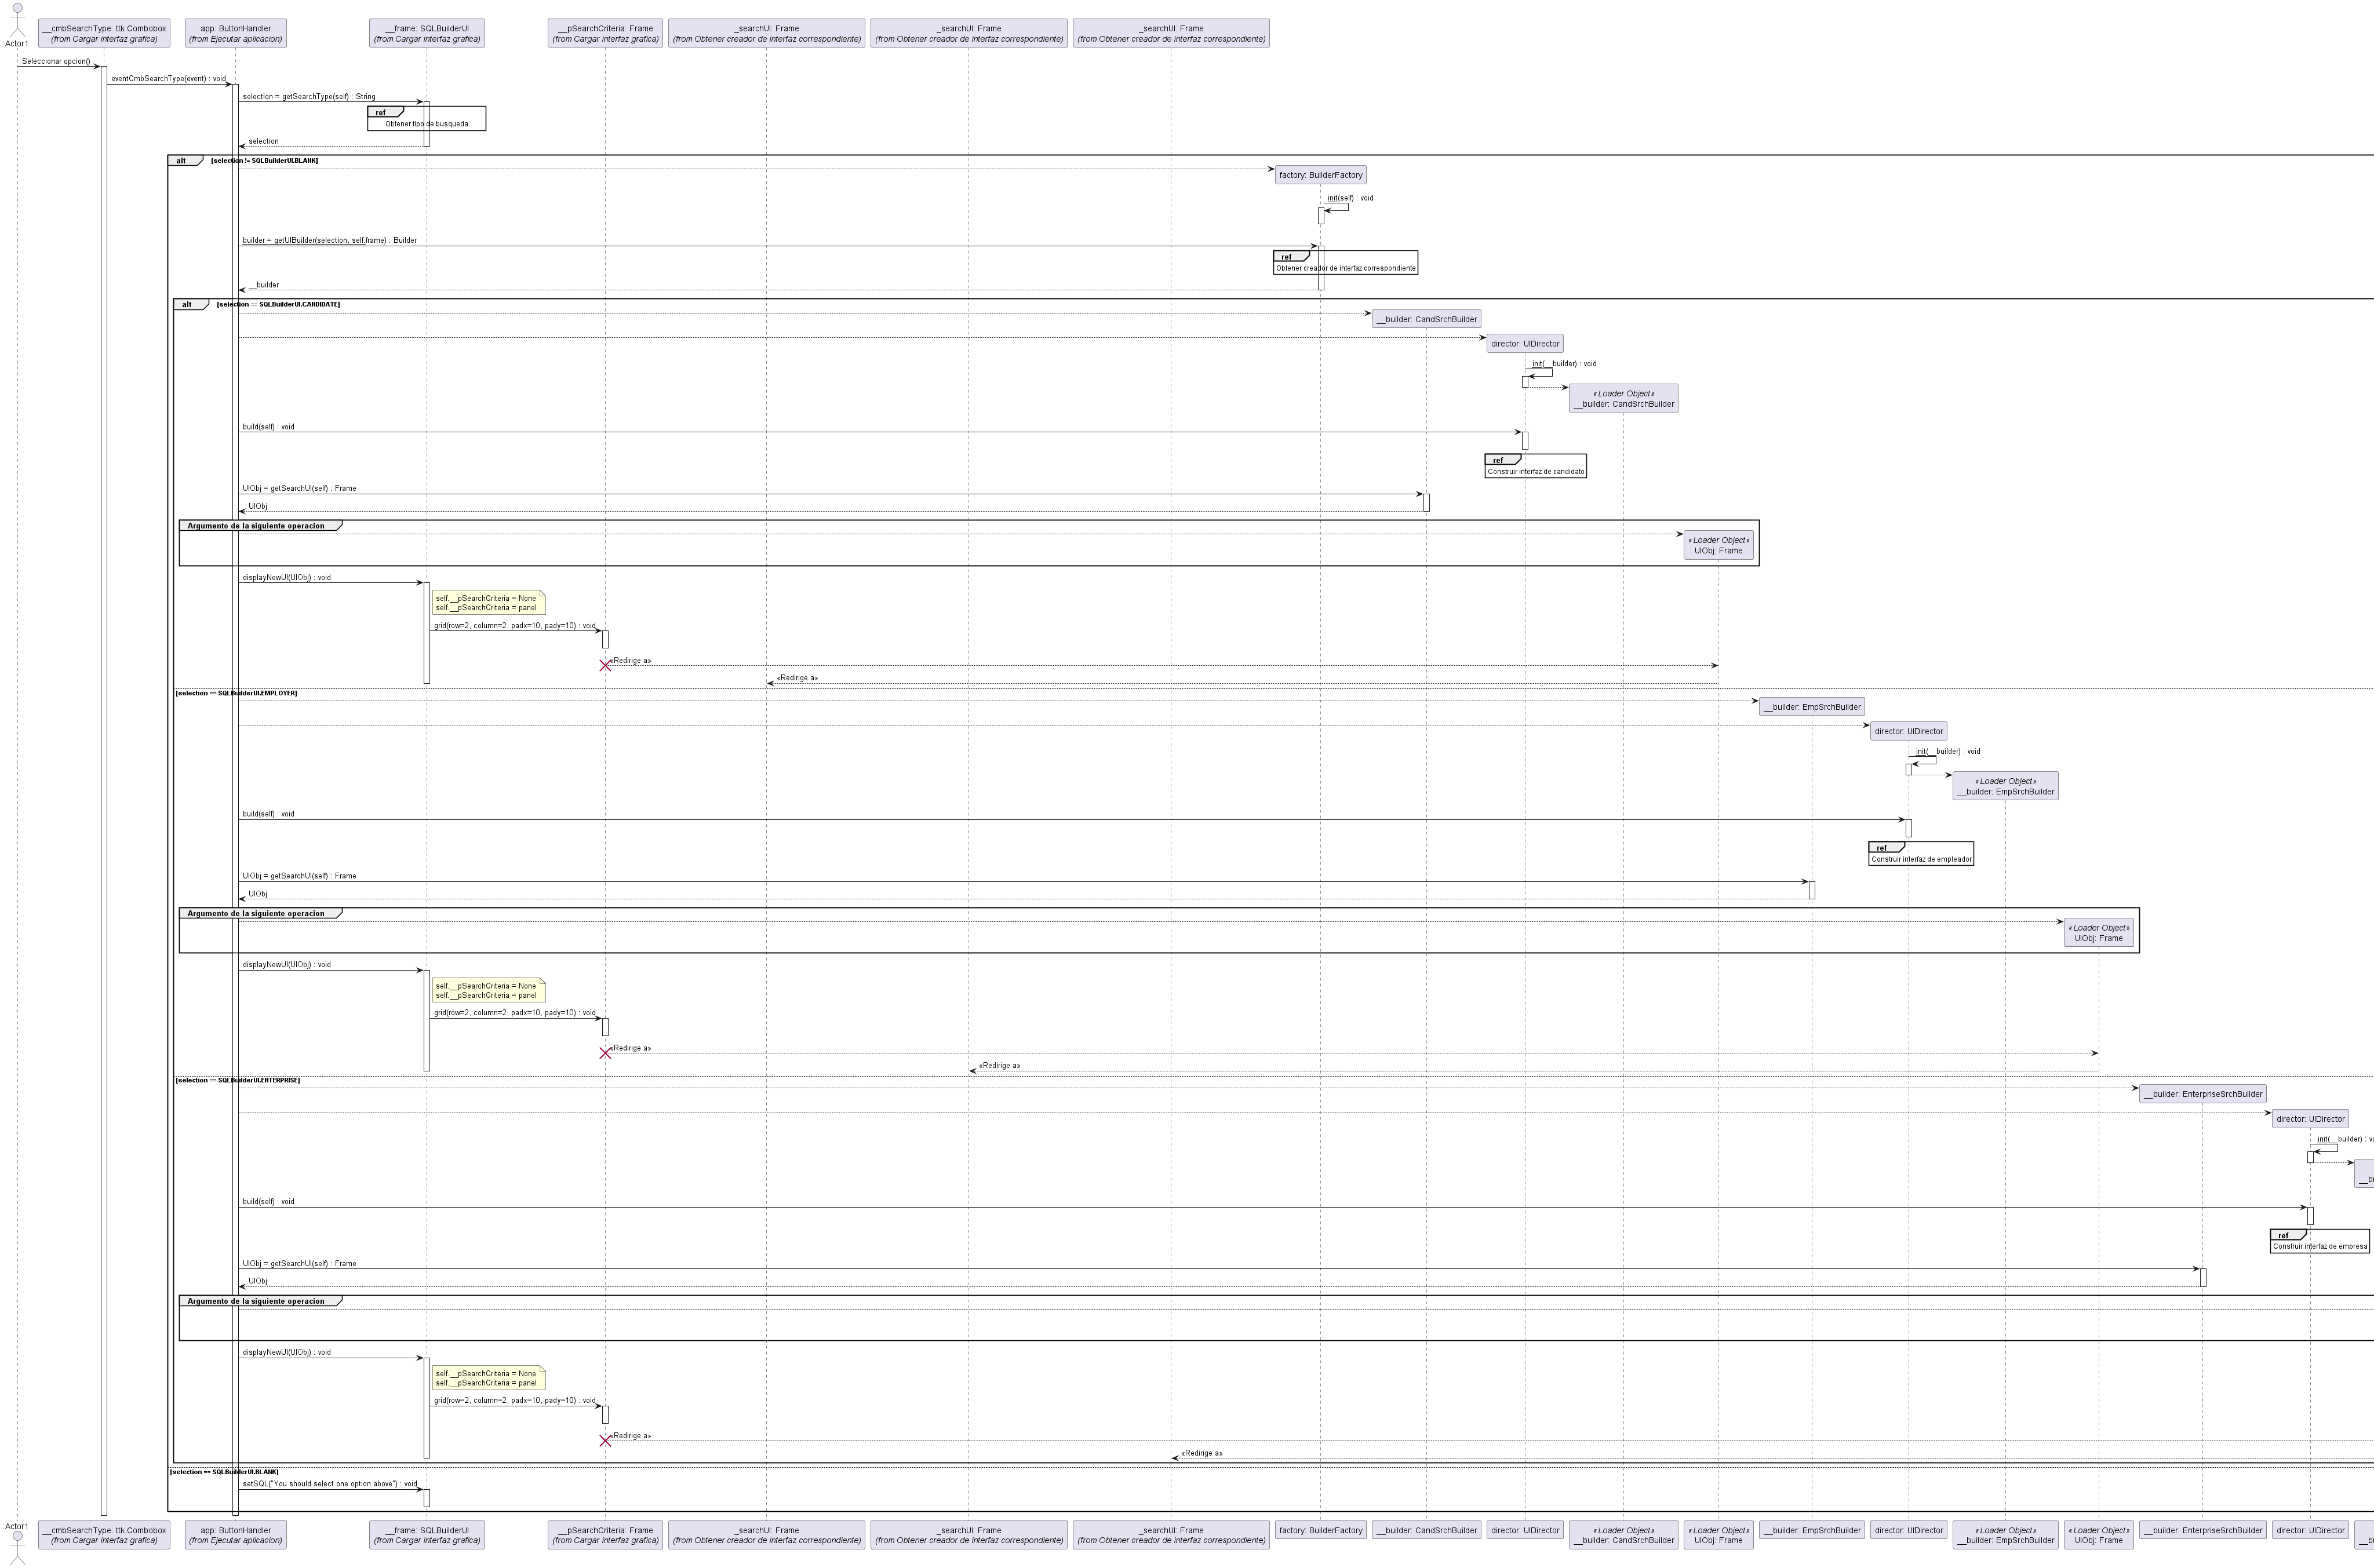 :Actor1
__cmbSearchType: ttk.Combobox
(from Cargar interfaz grafica)
app: ButtonHandler
(from Ejecutar aplicacion)
__frame: SQLBuilderUI
(from Cargar interfaz grafica)
__pSearchCriteria: Frame
(from Cargar interfaz grafica)
_searchUI: Frame
(from Obtener creador de interfaz correspondiente)
_searchUI: Frame
(from Obtener creador de interfaz correspondiente)
_searchUI: Frame
(from Obtener creador de interfaz correspondiente)
Seleccionar opcion()
eventCmbSearchType(event) : void
selection = getSearchType(self) : String
ref
Obtener tipo de busqueda
selection
alt [selection != SQLBuilderUI.BLANK]
factory: BuilderFactory
init(self) : void
builder = getUIBuilder(selection, self.frame) : Builder
ref
Obtener creador de interfaz correspondiente
__builder
alt [selection == SQLBuilderUI.CANDIDATE]
__builder: CandSrchBuilder
director: UIDirector
init(__builder) : void
«Loader Object»
__builder: CandSrchBuilder
build(self) : void
ref
Construir interfaz de candidato
UIObj = getSearchUI(self) : Frame
UIObj
Argumento de la siguiente operacion
«Loader Object»
UIObj: Frame
displayNewUI(UIObj) : void
self.__pSearchCriteria = None
self.__pSearchCriteria = panel
grid(row=2, column=2, padx=10, pady=10) : void
«Redirige a»
«Redirige a»
[selection == SQLBuilderUI.EMPLOYER]
__builder: EmpSrchBuilder
director: UIDirector
init(__builder) : void
«Loader Object»
__builder: EmpSrchBuilder
build(self) : void
ref
Construir interfaz de empleador
UIObj = getSearchUI(self) : Frame
UIObj
Argumento de la siguiente operacion
«Loader Object»
UIObj: Frame
displayNewUI(UIObj) : void
self.__pSearchCriteria = None
self.__pSearchCriteria = panel
grid(row=2, column=2, padx=10, pady=10) : void
«Redirige a»
«Redirige a»
[selection == SQLBuilderUI.ENTERPRISE]
__builder: EnterpriseSrchBuilder
director: UIDirector
init(__builder) :
build(self) : void
ref
Construir interfaz de empresa
UIObj = getSearchUI(self) : Frame
UIObj
Argumento de la siguiente operacion
displayNewUI(UIObj) : void
self.__pSearchCriteria = None
self.__pSearchCriteria = panel
grid(row=2, column=2, padx=10, pady=10) : void
«Redirige a»
«Redirige a»
[selection == SQLBuilderUI.BLANK]
setSQL("You should select one option above") : void
:Actor1
__cmbSearchType: ttk.Combobox
(from Cargar interfaz grafica)
app: ButtonHandler
(from Ejecutar aplicacion)
__frame: SQLBuilderUI
(from Cargar interfaz grafica)
__pSearchCriteria: Frame
(from Cargar interfaz grafica)
_searchUI: Frame
(from Obtener creador de interfaz correspondiente)
_searchUI: Frame
(from Obtener creador de interfaz correspondiente)
_searchUI: Frame
(from Obtener creador de interfaz correspondiente)
factory: BuilderFactory
__builder: CandSrchBuilder
director: UIDirector
«Loader Object»
__builder: CandSrchBuilder
«Loader Object»
UIObj: Frame
__builder: EmpSrchBuilder
director: UIDirector
«Loader Object»
__builder: EmpSrchBuilder
«Loader Object»
UIObj: Frame
__builder: EnterpriseSrchBuilder
director: UIDirector